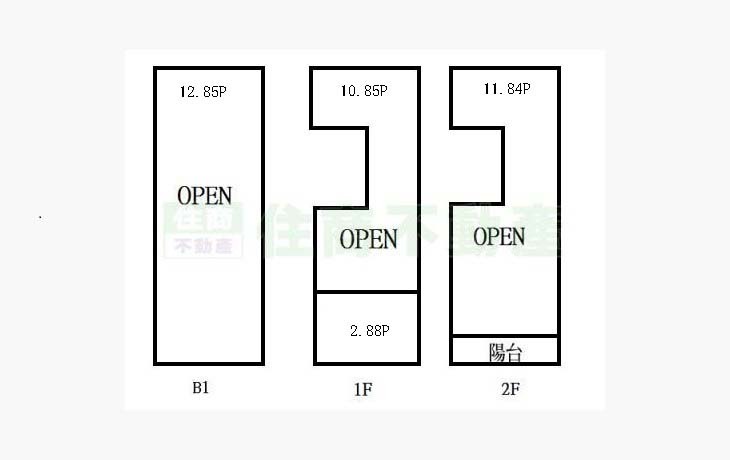 12.85P
10.85P
11.84P
OPEN
住商
不動產
住商不動產
OPEN
OPEN
2.88P
陽台
B1
1F
2F